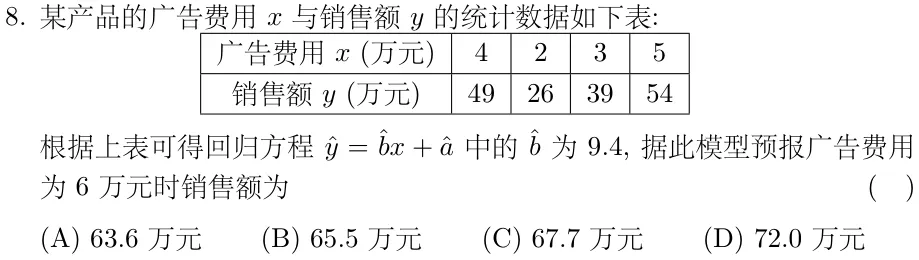 8. 某产品的广告费用 x 与销售额 y 的统计数据如下表:
广告费用 x (万元) 4 2 3 5
销售额 y (万元) 49 26 39 54
根据上表可得回归方程 ŷ = b̂x + â 中的 b̂ 为 9.4, 据此模型预报广告费用
为 6 万元时销售额为 ( )
(A) 63.6 万元 (B) 65.5 万元 (C) 67.7 万元 (D) 72.0 万元